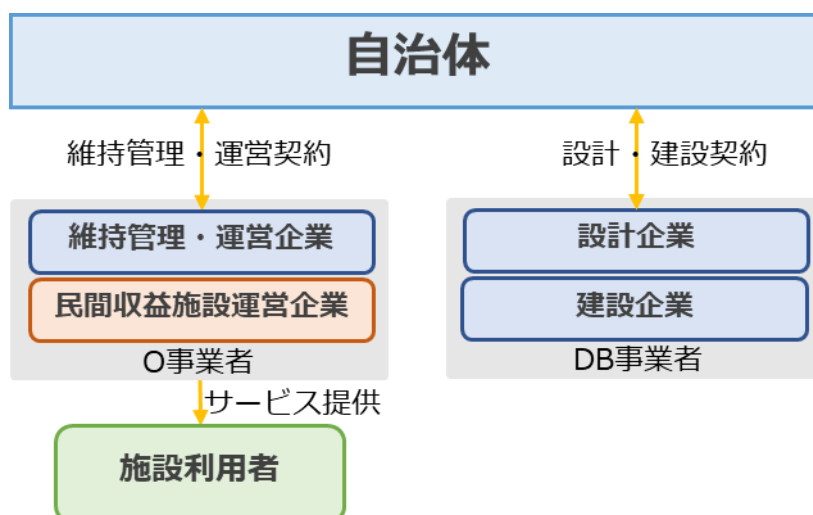 自治体
維持管理・運営契約
設計・建設契約
維持管理・運営企業
民間収益施設運営企業
O事業者
設計企業
建設企業
DB事業者
サービス提供
施設利用者